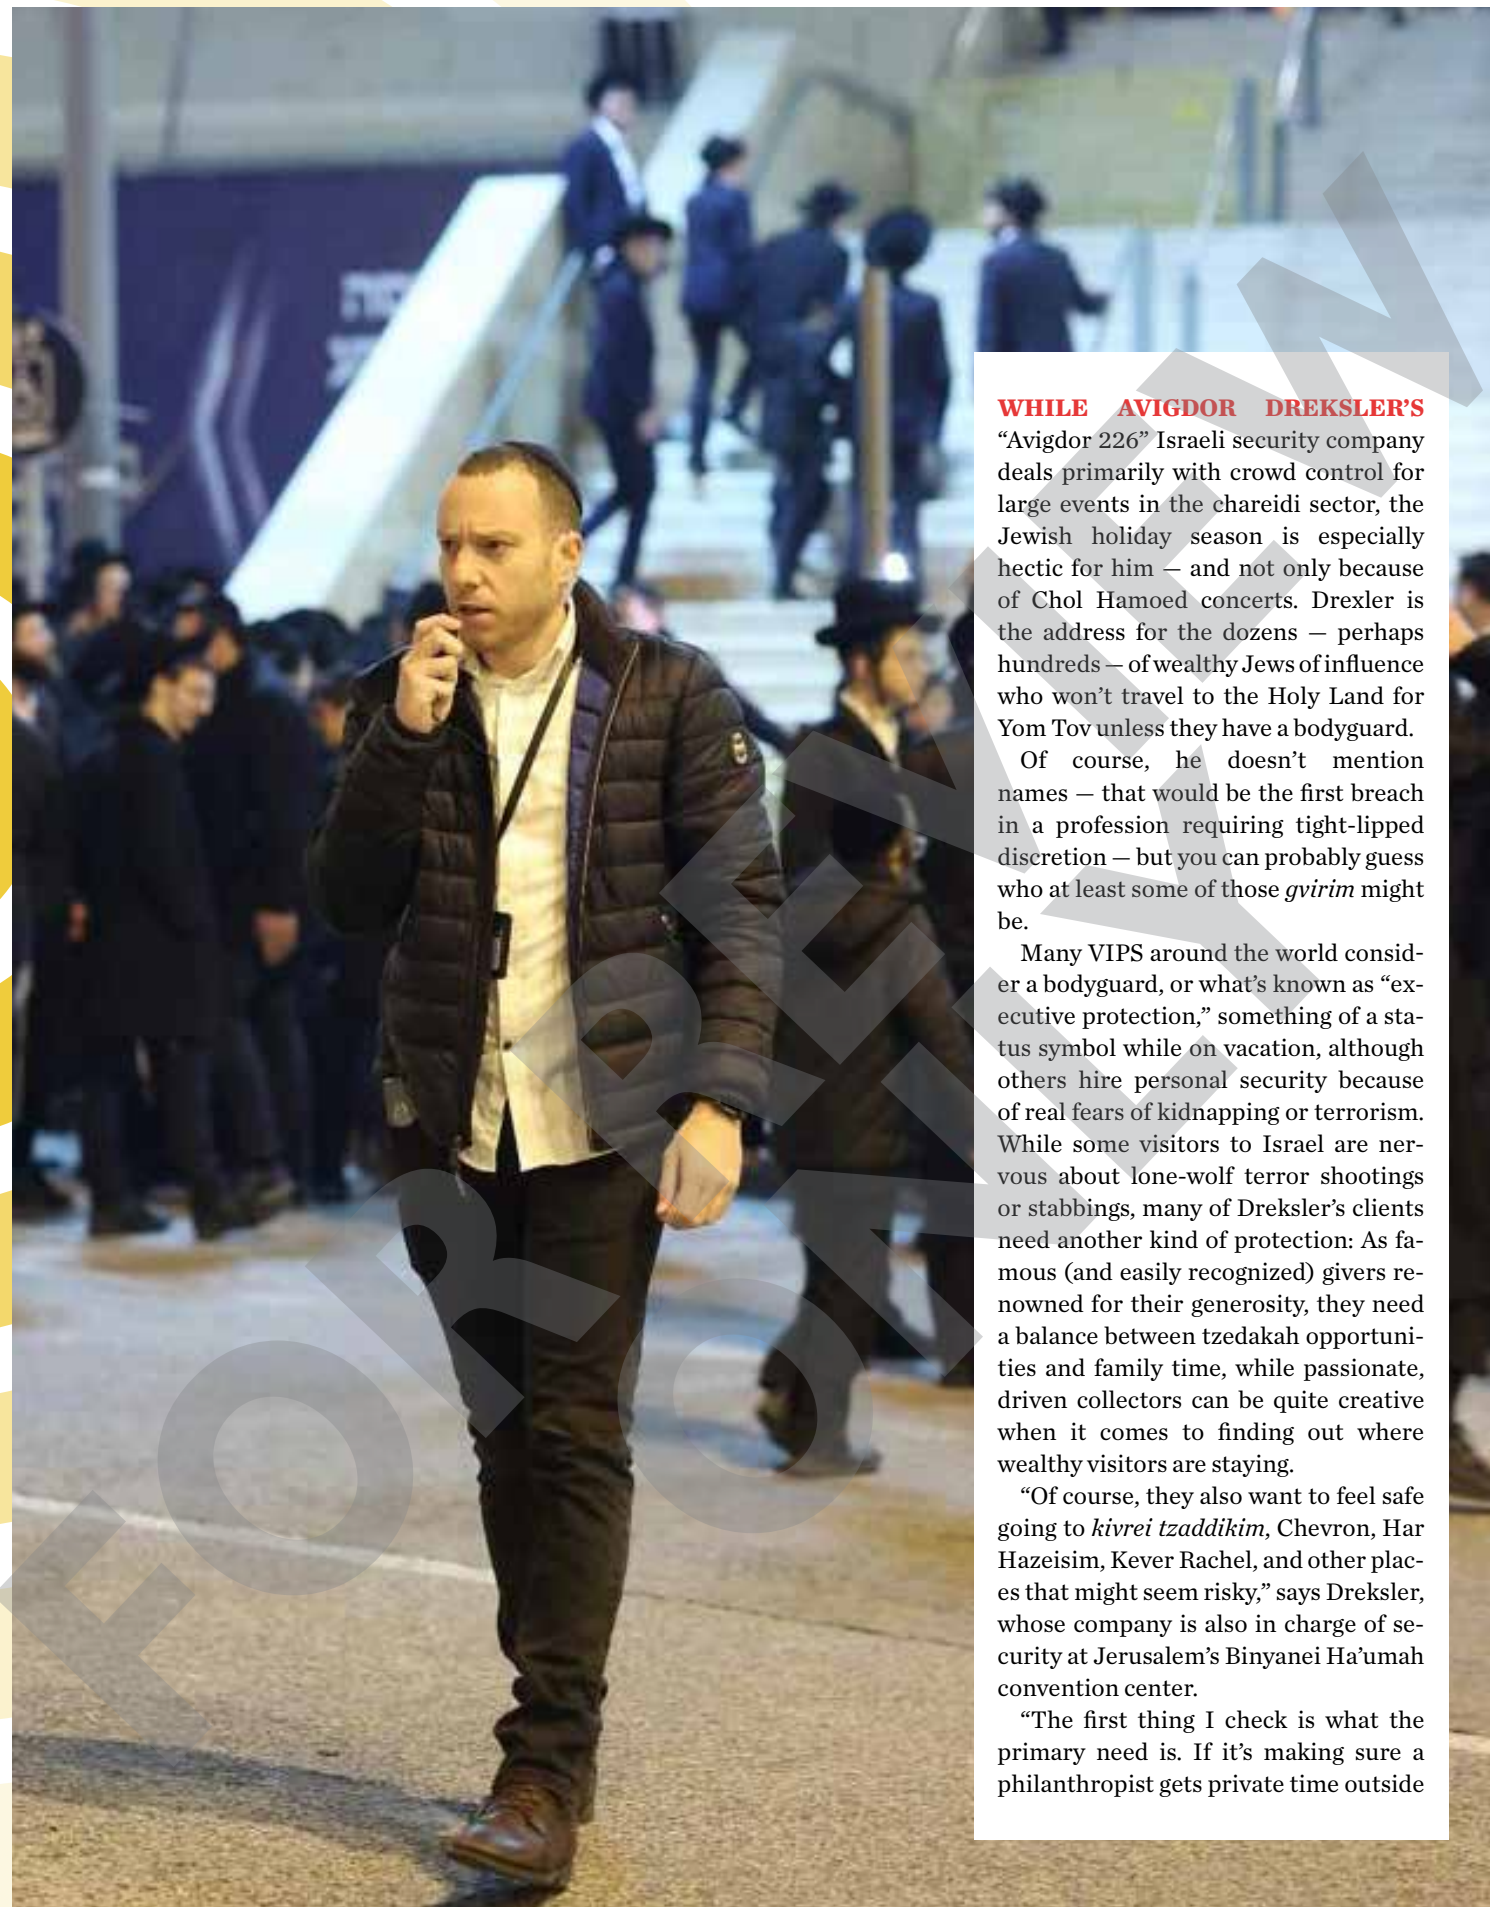 WHILE AVIGDOR DREKSLER’S
“Avigdor 226” Israeli security company
deals primarily with crowd control for
large events in the chareidi sector, the
Jewish holiday season is especially
hectic for him — and not only because
of Chol Hamoed concerts. Drexler is
the address for the dozens — perhaps
hundreds — of wealthy Jews of influence
who won’t travel to the Holy Land for
Yom Tov unless they have a bodyguard.
Of course, he doesn’t mention
names — that would be the first breach
in a profession requiring tight-lipped
discretion — but you can probably guess
who at least some of those gvirim might
be.
Many VIPS around the world consid-
er a bodyguard, or what’s known as “ex-
ecutive protection,” something of a sta-
tus symbol while on vacation, although
others hire personal security because
of real fears of kidnapping or terrorism.
While some visitors to Israel are ner-
vous about lone-wolf terror shootings
or stabbings, many of Dreksler’s clients
need another kind of protection: As fa-
mous (and easily recognized) givers re-
nowned for their generosity, they need
a balance between tzedakah opportuni-
ties and family time, while passionate,
driven collectors can be quite creative
when it comes to finding out where
wealthy visitors are staying.
“Of course, they also want to feel safe
going to kivrei tzaddikim, Chevron, Har
Hazeisim, Kever Rachel, and other plac-
es that might seem risky,” says Dreksler,
whose company is also in charge of se-
curity at Jerusalem’s Binyanei Ha’umah
convention center.
“The first thing I check is what the
primary need is. If it’s making sure a
philanthropist gets private time outside
FOR REVIEW
ONLY